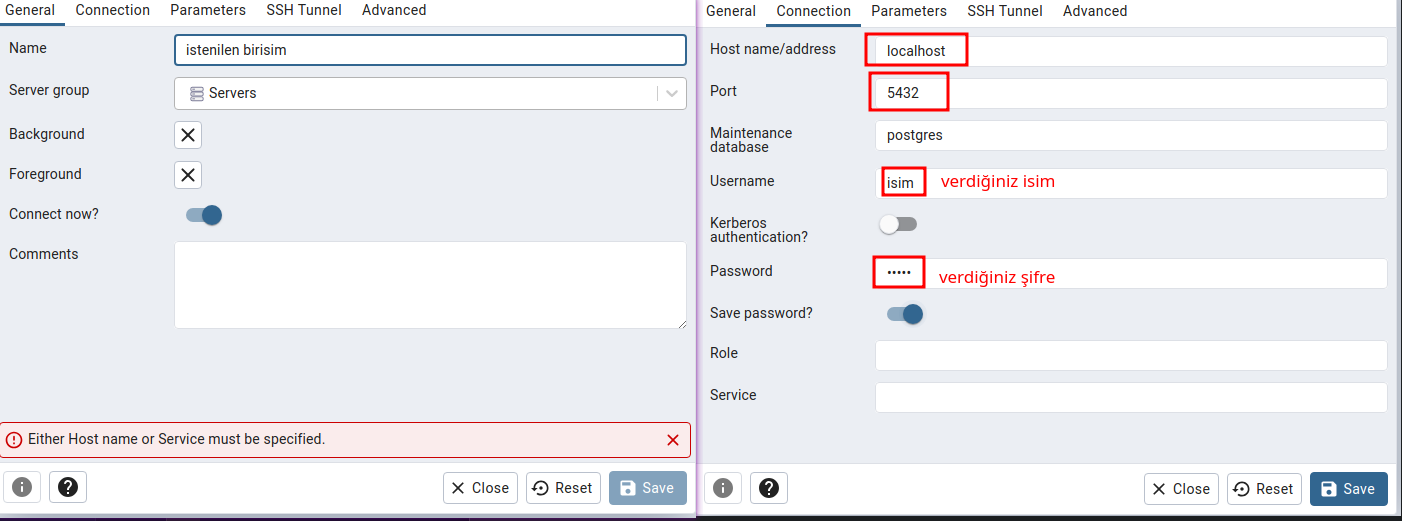 General Connection Parameters SSH Tunnel Advanced
Name istenilen birisim
Server group Servers
Background
Foreground
Connect now?
Comments
Either Host name or Service must be specified.
Close Reset Save
General Connection Parameters SSH Tunnel Advanced
Host name/address localhost
Port 5432
Maintenance
database
postgres
Username isim verdiğiniz isim
Kerberos
authentication?
Password ••••• verdiğiniz şifre
Save password?
Role
Service
Close Reset Save